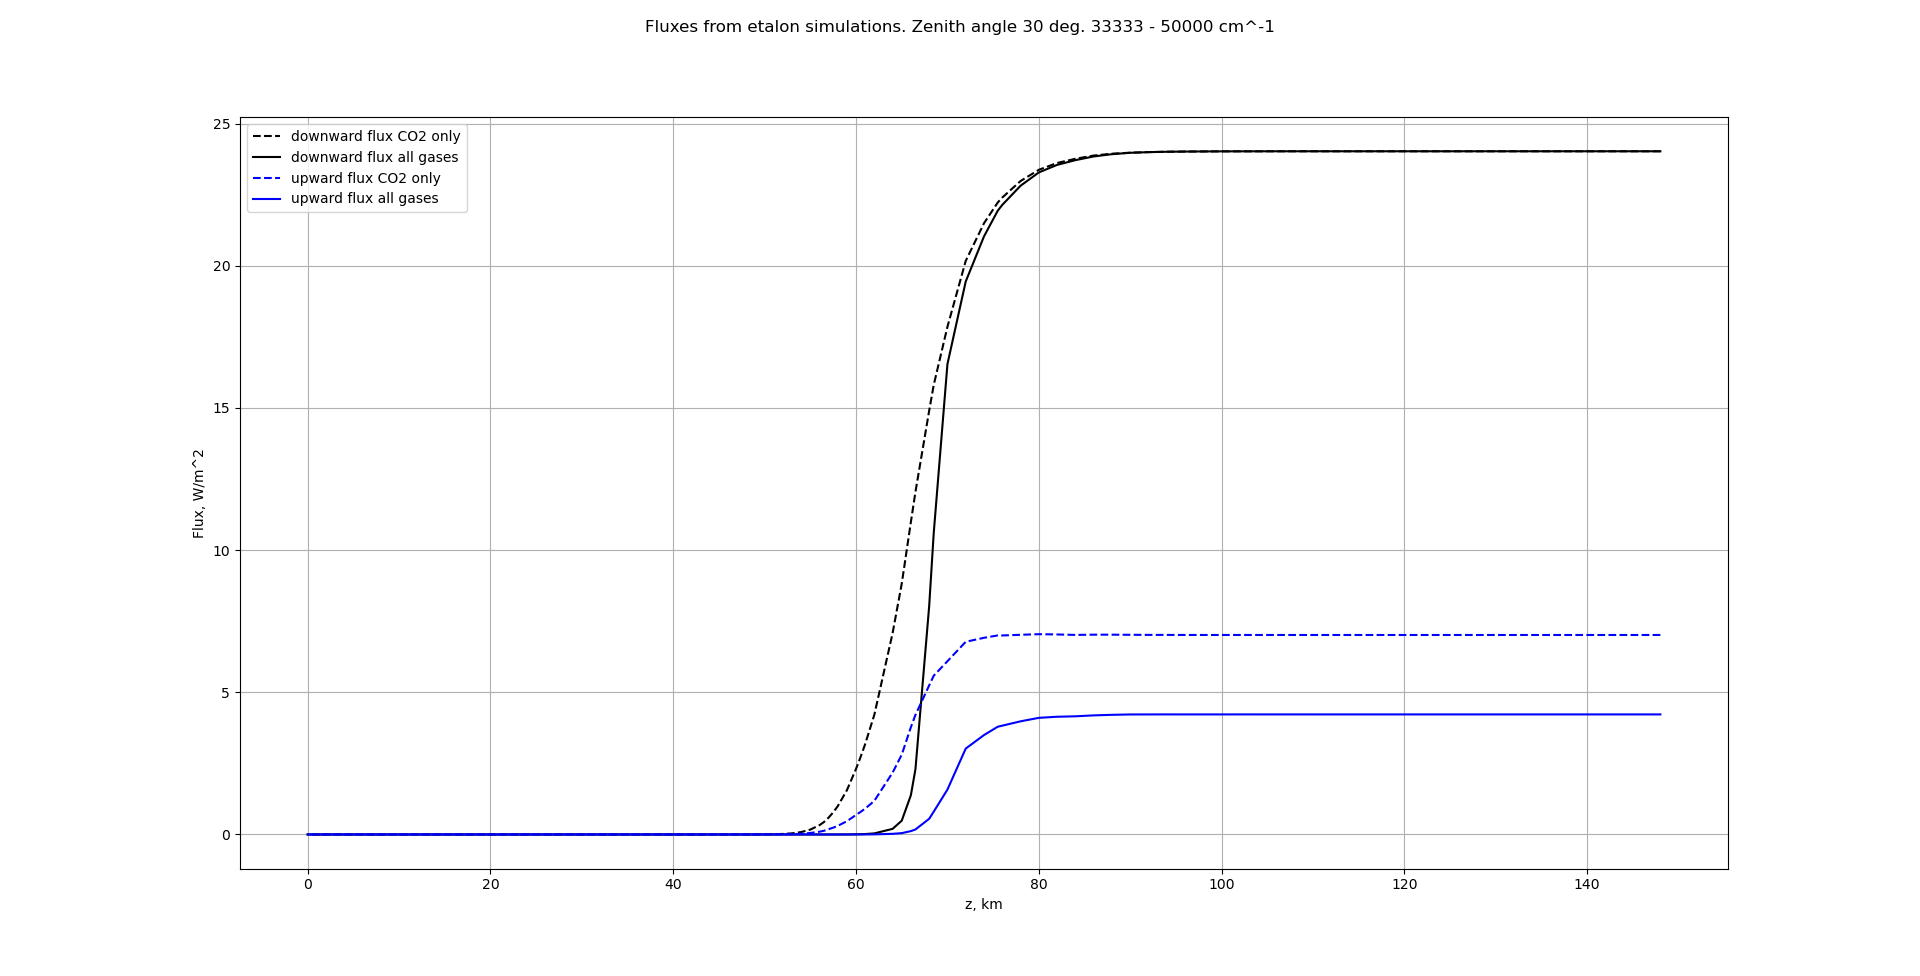 Fluxes from etalon simulations. Zenith angle 30 deg. 33333 - 50000 cm^-1
25
20
15
10
5
0
Flux, W/m^2
downward flux CO2 only
downward flux all gases
upward flux CO2 only
upward flux all gases
0 20 40 60 80 100 120 140
z, km